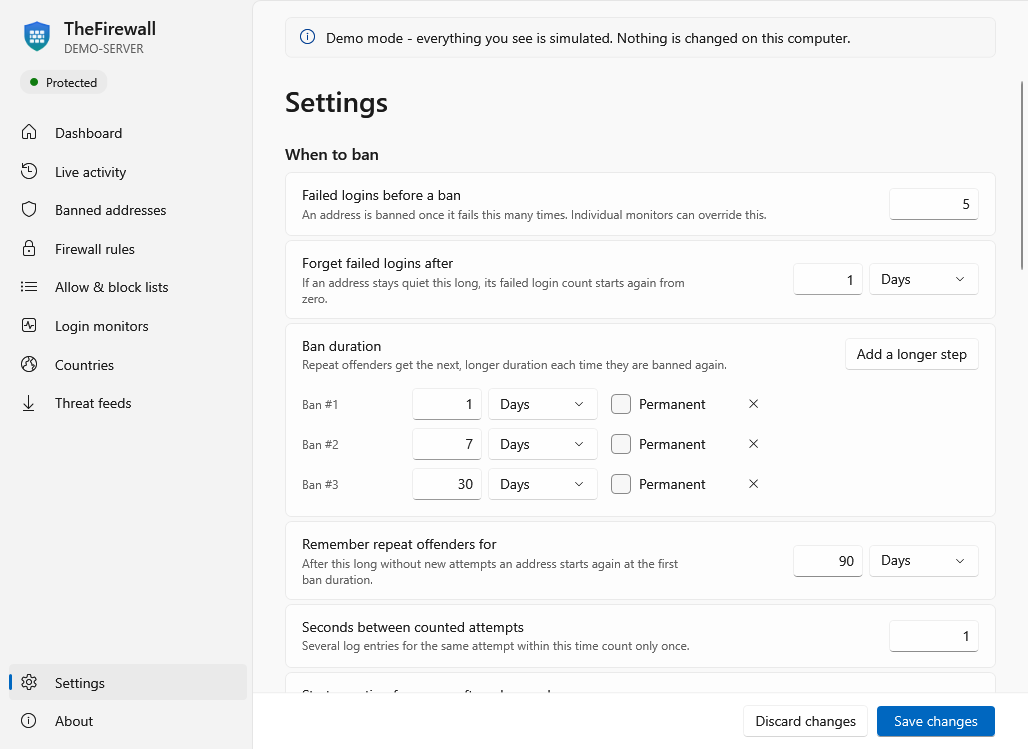 TheFirewall
DEMO-SERVER
Protected
Dashboard
Live activity
Banned addresses
Firewall rules
Allow & block lists
Login monitors
Countries
Threat feeds
Settings
About
Demo mode - everything you see is simulated. Nothing is changed on this computer.
Settings
When to ban
Failed logins before a ban
An address is banned once it fails this many times. Individual monitors can override this.
5
Forget failed logins after
If an address stays quiet this long, its failed login count starts again from
zero.
1 Days
Ban duration
Repeat offenders get the next, longer duration each time they are banned again.
Add a longer step
Ban #1 1 Days Permanent
Ban #2 7 Days Permanent
Ban #3 30 Days Permanent
Remember repeat offenders for
After this long without new attempts an address starts again at the first
ban duration.
90 Days
Seconds between counted attempts
Several log entries for the same attempt within this time count only once.
1
Discard changes
Save changes